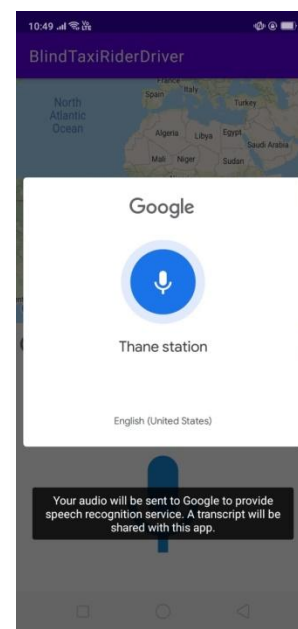 10:49
BlindTaxiRiderDriver
France
Spain
Italy
Turkey
North
Atlantic
Ocean
Algeria
Libya
Egypt
Saudi Arabia
Mali
Niger
Sudan
Google
Thane station
English (United States)
Your audio will be sent to Google to provide
speech recognition service. A transcript will be
shared with this app.